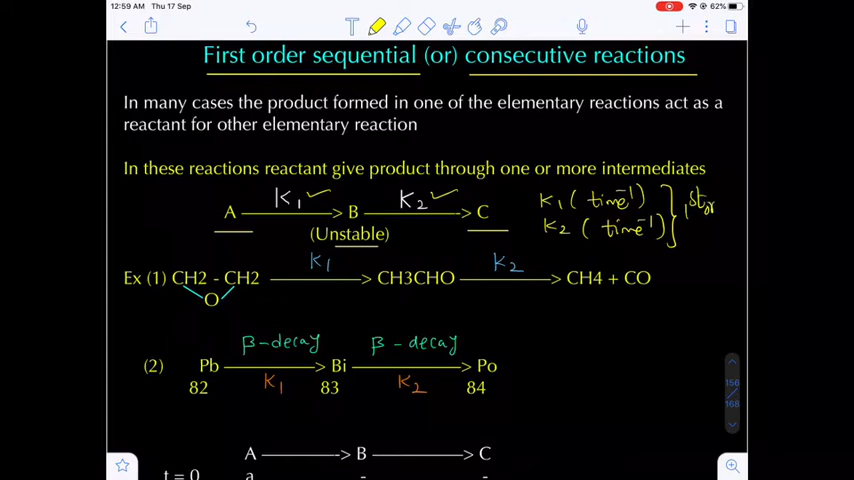 12:59 AM Thu 17 Sep
62%
First order sequential (or) consecutive reactions
In many cases the product formed in one of the elementary reactions act as a
reactant for other elementary reaction
In these reactions reactant give product through one or more intermediates
K1 K2 K1 (time-1)
A > B > C K2 (time-1) 1st or
(Unstable)
K1 K2
Ex (1) CH2 - CH2 > CH3CHO > CH4 + CO
O
β-decay β-decay
(2) Pb > Bi > Po
82 K1 83 K2 84
156
168
A > B > C
t = 0 a - -